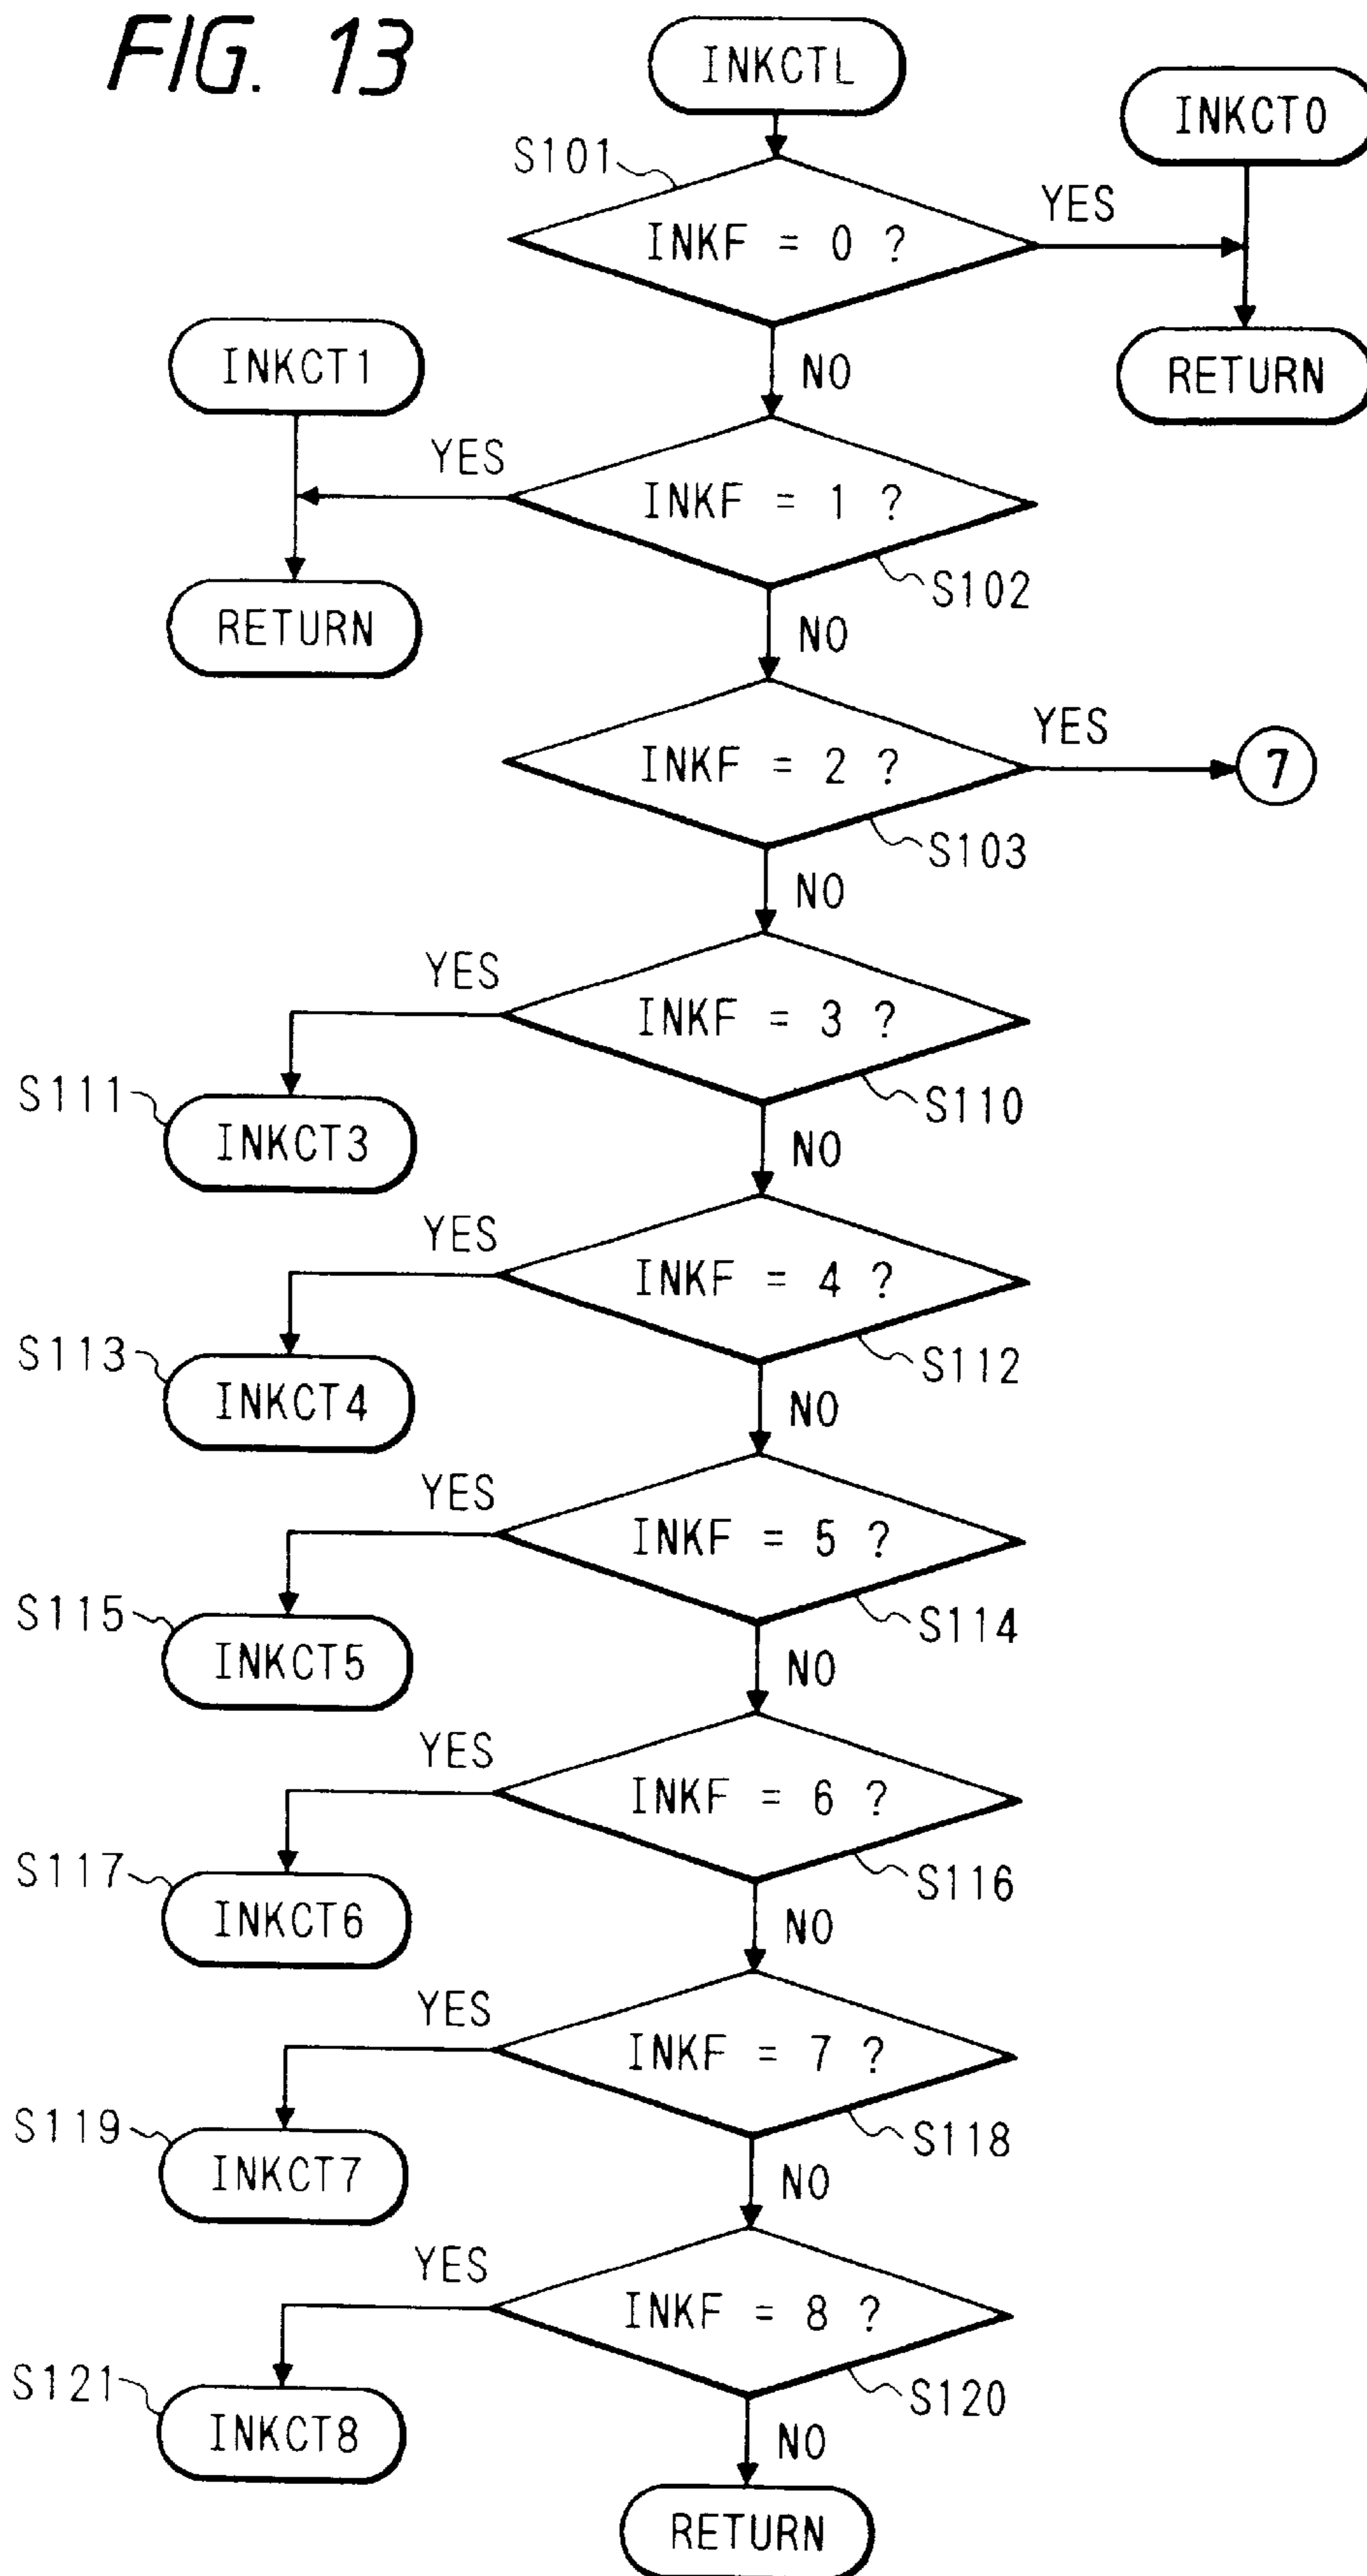 FIG. 13
INKCTL
INKCT0
S101
INKF = 0 ?
YES
NO
RETURN
INKCT1
YES
INKF = 1 ?
S102
RETURN
NO
INKF = 2 ?
YES
7
S103
NO
YES
INKF = 3 ?
S110
S111
INKCT3
NO
YES
INKF = 4 ?
S112
S113
INKCT4
NO
YES
INKF = 5 ?
S114
S115
INKCT5
NO
YES
INKF = 6 ?
S116
S117
INKCT6
NO
YES
INKF = 7 ?
S118
S119
INKCT7
NO
YES
INKF = 8 ?
S120
S121
INKCT8
NO
RETURN